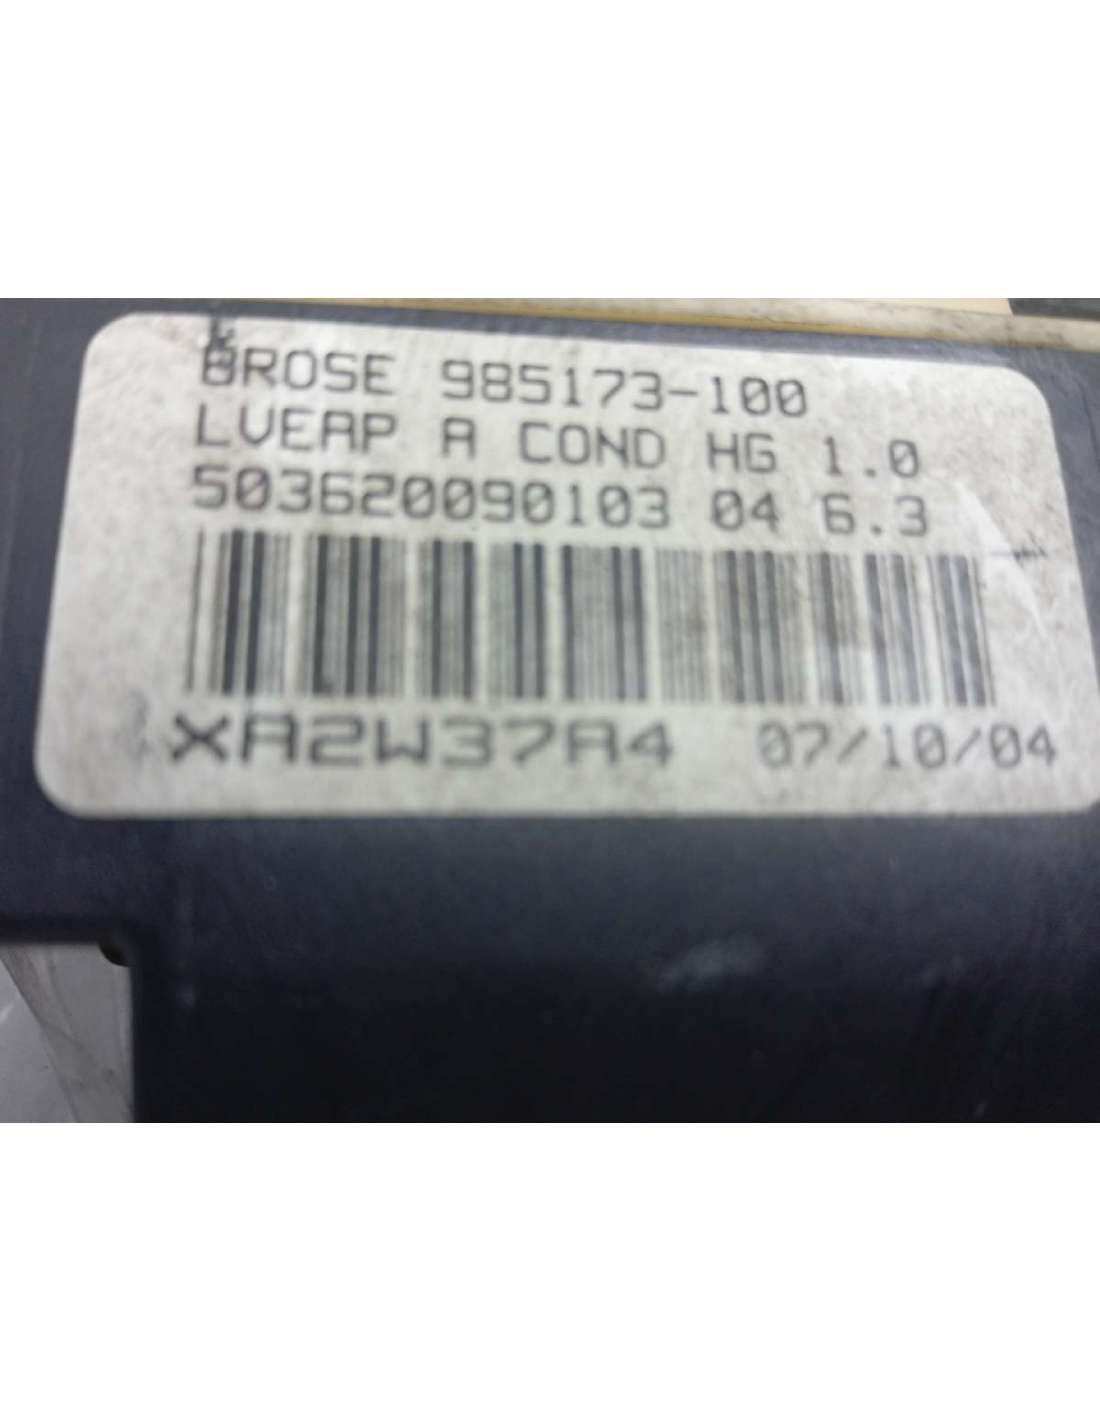 BROSE 985173-100
LVEAP A COND HG 1.0
503620090103 04 6.3
XA2W37A4 07/10/04